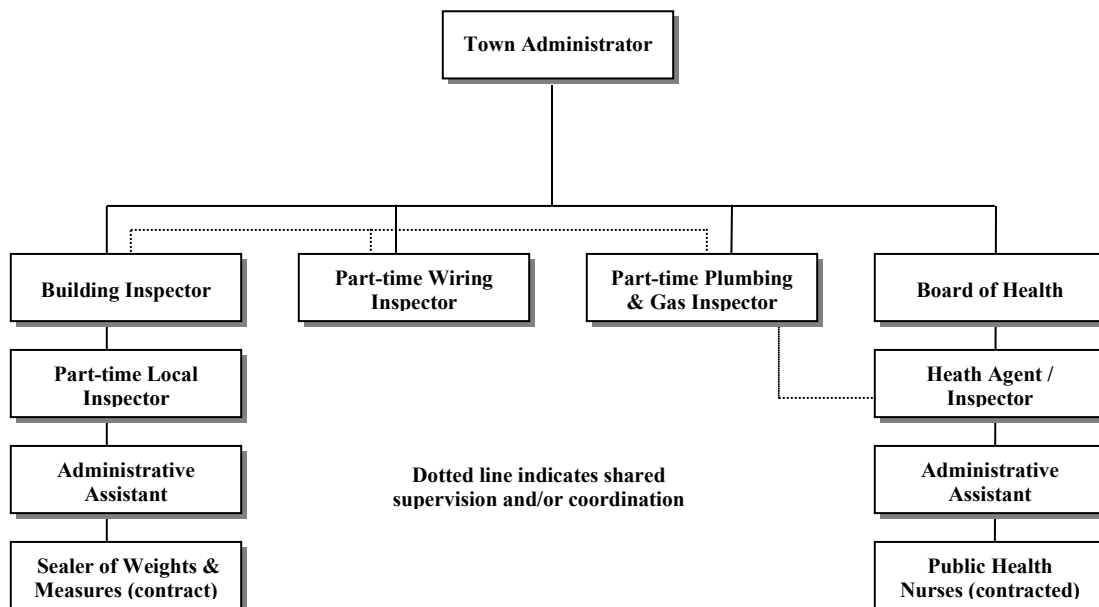 Town Administrator
Building Inspector
Part-time Wiring
Inspector
Part-time Plumbing
& Gas Inspector
Board of Health
Part-time Local
Inspector
Heath Agent /
Inspector
Administrative
Assistant
Dotted line indicates shared
supervision and/or coordination
Administrative
Assistant
Sealer of Weights &
Measures (contract)
Public Health
Nurses (contracted)